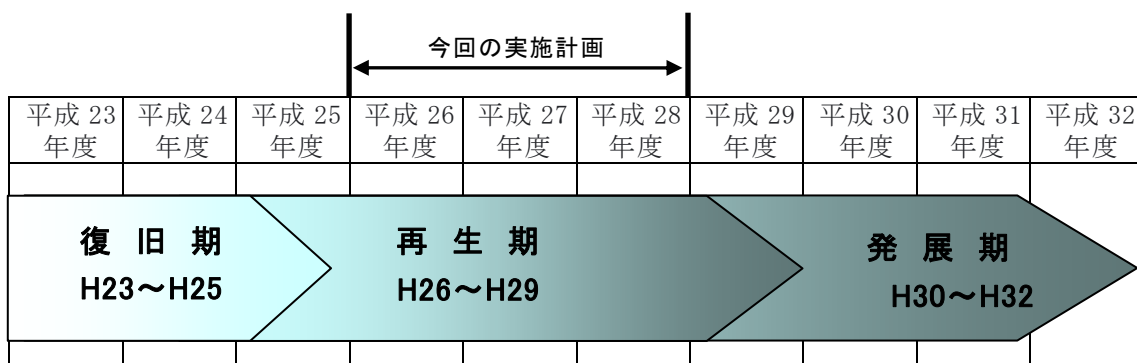 今回の実施計画
平成 23 平成 24 平成 25 平成 26 平成 27 平成 28 平成 29 平成 30 平成 31 平成 32
年度 年度 年度 年度 年度 年度 年度 年度 年度 年度
復 旧 期 再 生 期 発 展 期
H23～H25 H26～H29 H30～H32